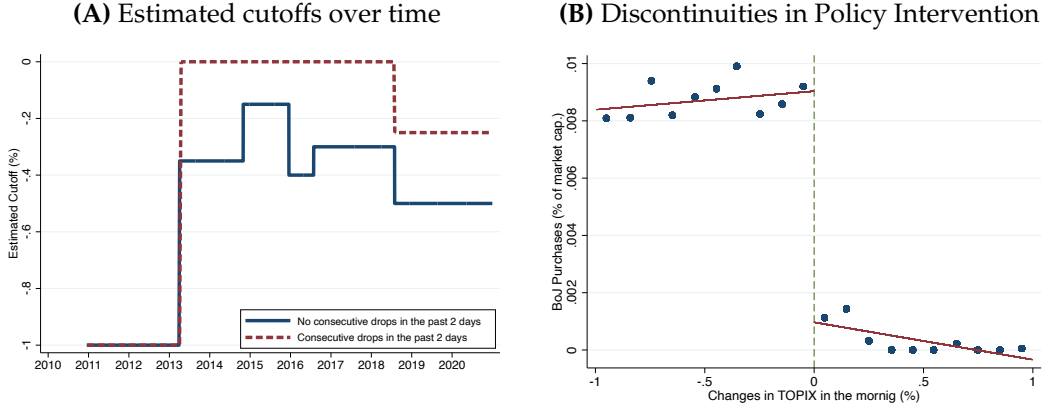 (A) Estimated cutoffs over time
Estimated Cutoff (%)
0
-.2
-.4
-.6
-.8
-1
2010 2011 2012 2013 2014 2015 2016 2017 2018 2019 2020
No consecutive drops in the past 2 days
Consecutive drops in the past 2 days
(B) Discontinuities in Policy Intervention
BoJ Purchases (% of market cap.)
.01
.008
.006
.004
.002
0
-1 -.5 0 .5 1
Changes in TOPIX in the mornig (%)